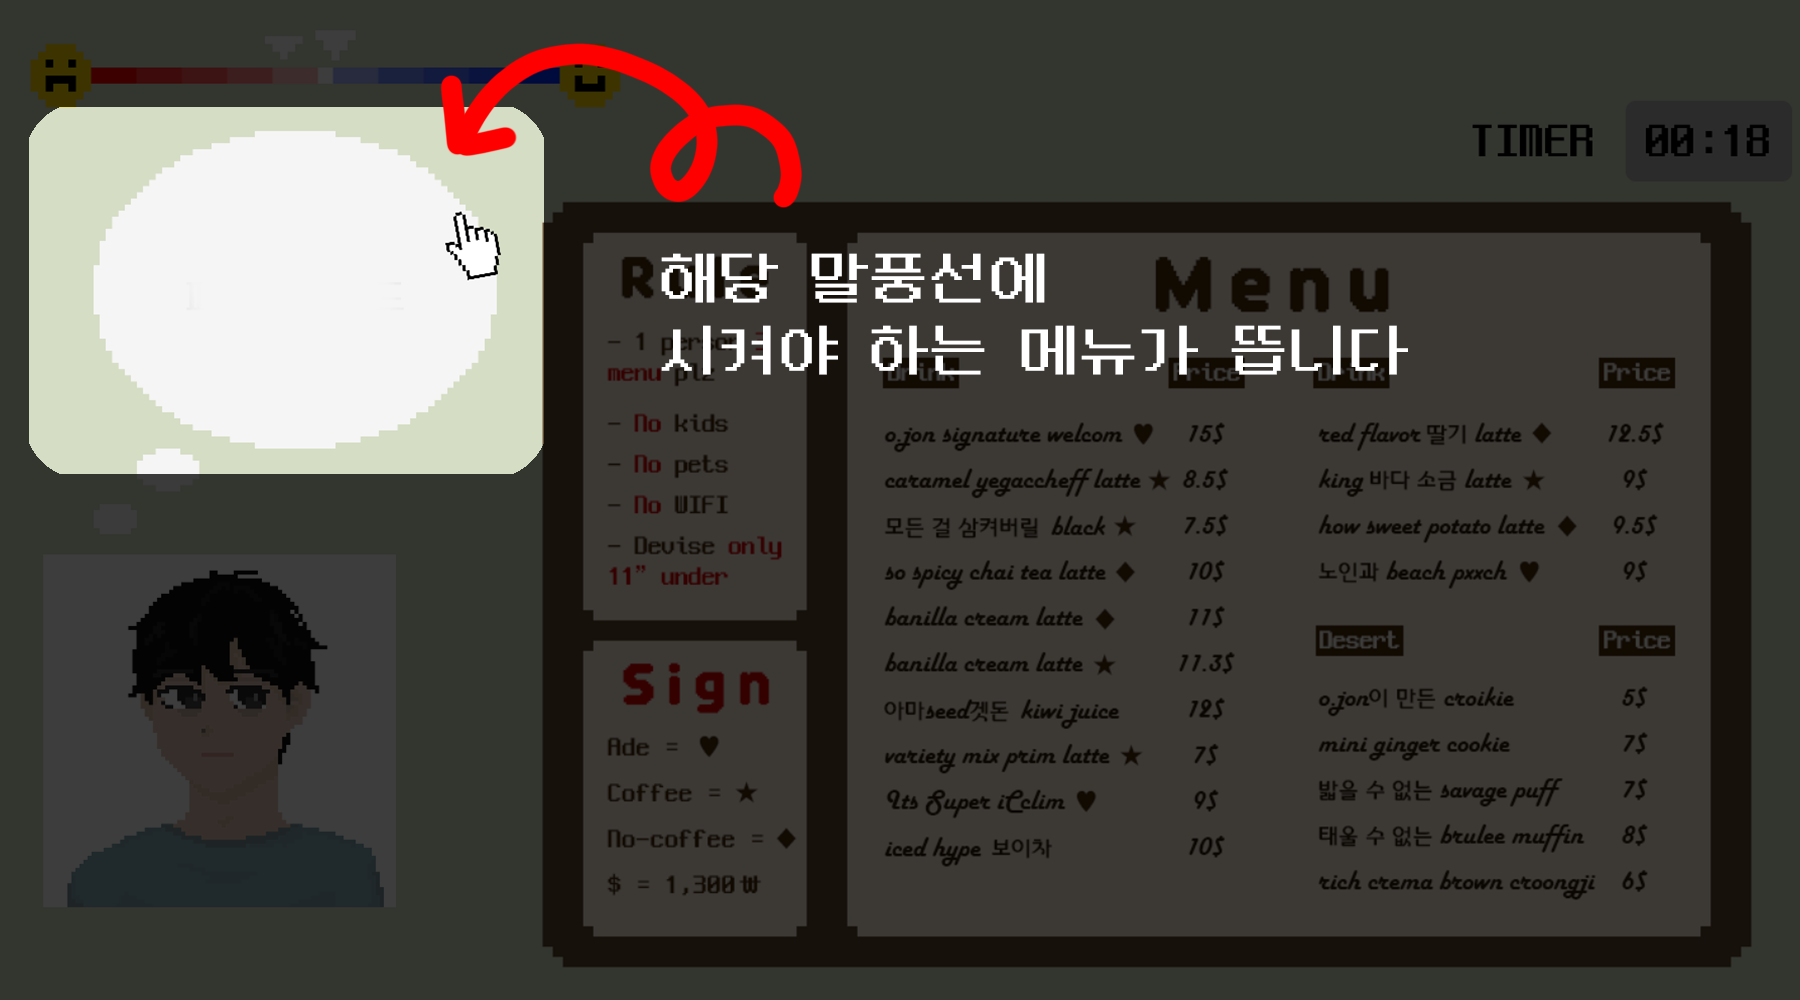 TIMER 00:18
해당 말풍선에
시켜야 하는 메뉴가 뜹니다
- 1 person
menu plz
- No kids
- No pets
- No WIFI
- Devise only
11” under
Sign
Ade = ♥
Coffee = ★
No-coffee = ◆
$ = 1,300₩
Menu
Drink Price
o.jon signature welcom ♥ 15$
caramel yegaccheff latte ★ 8.5$
모든 걸 삼켜버릴 black ★ 7.5$
so spicy chai tea latte ◆ 10$
banilla cream latte ◆ 11$
banilla cream latte ★ 11.3$
아마seed겟돈 kiwi juice 12$
variety mix prim latte ★ 7$
Its Super iCclim ♥ 9$
iced hype 보이차 10$
Drink Price
red flavor 딸기 latte ◆ 12.5$
king 바다 소금 latte ★ 9$
how sweet potato latte ◆ 9.5$
노인과 beach pxxch ♥ 9$
Desert Price
o.jon이 만든 croikie 5$
mini ginger cookie 7$
밟을 수 없는 savage puff 7$
태울 수 없는 brulee muffin 8$
rich crema brown croongji 6$